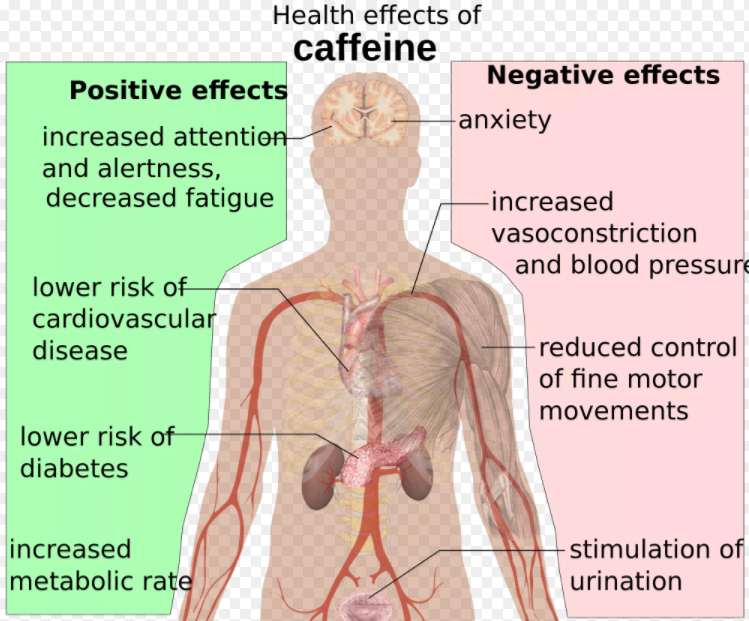 Health effects of
caffeine
Positive effects
increased attention
and alertness,
decreased fatigue
lower risk of
cardiovascular
disease
lower risk of
diabetes
increased
metabolic rate
Negative effects
anxiety
increased
vasoconstriction
and blood pressure
reduced control
of fine motor
movements
stimulation of
urination